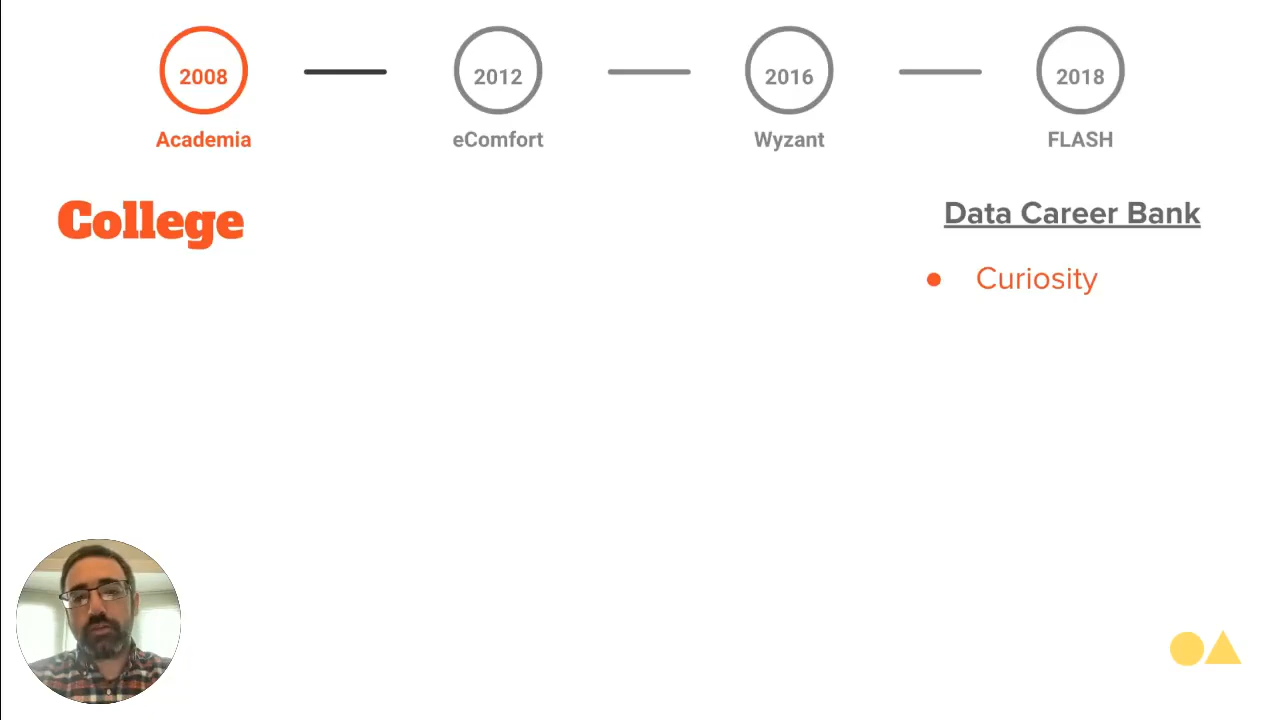 2008
2012
2016
2018
Academia
eComfort
Wyzant
FLASH
College
Data Career Bank
● Curiosity